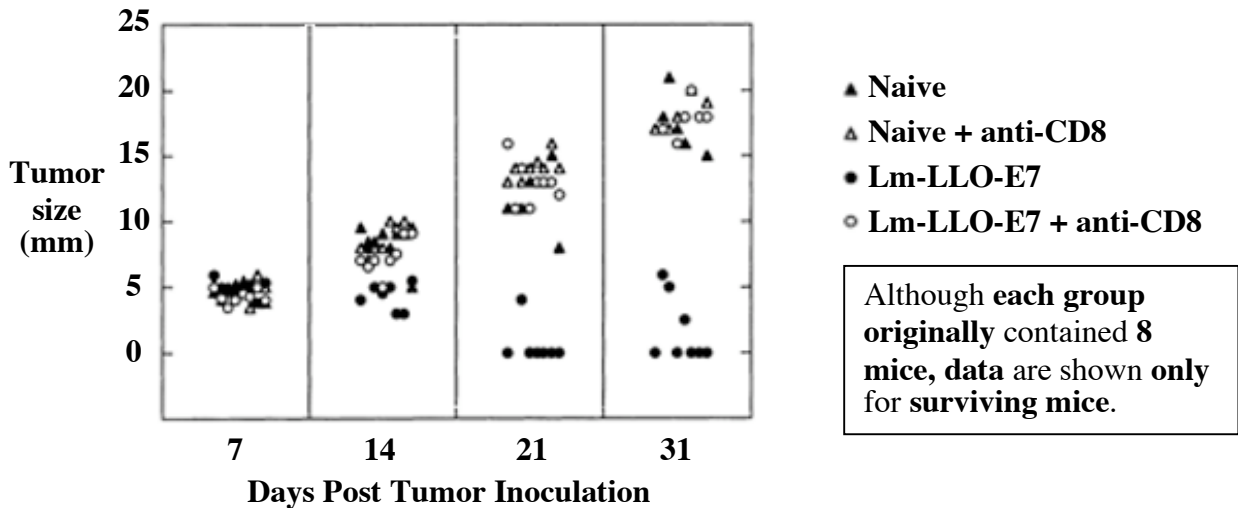 25
20
15
10
5
0
Tumor
size
(mm)
7 14 21 31
Days Post Tumor Inoculation
Naive
Naive + anti-CD8
Lm-LLO-E7
Lm-LLO-E7 + anti-CD8
Although each group
originally contained 8
mice, data are shown only
for surviving mice.